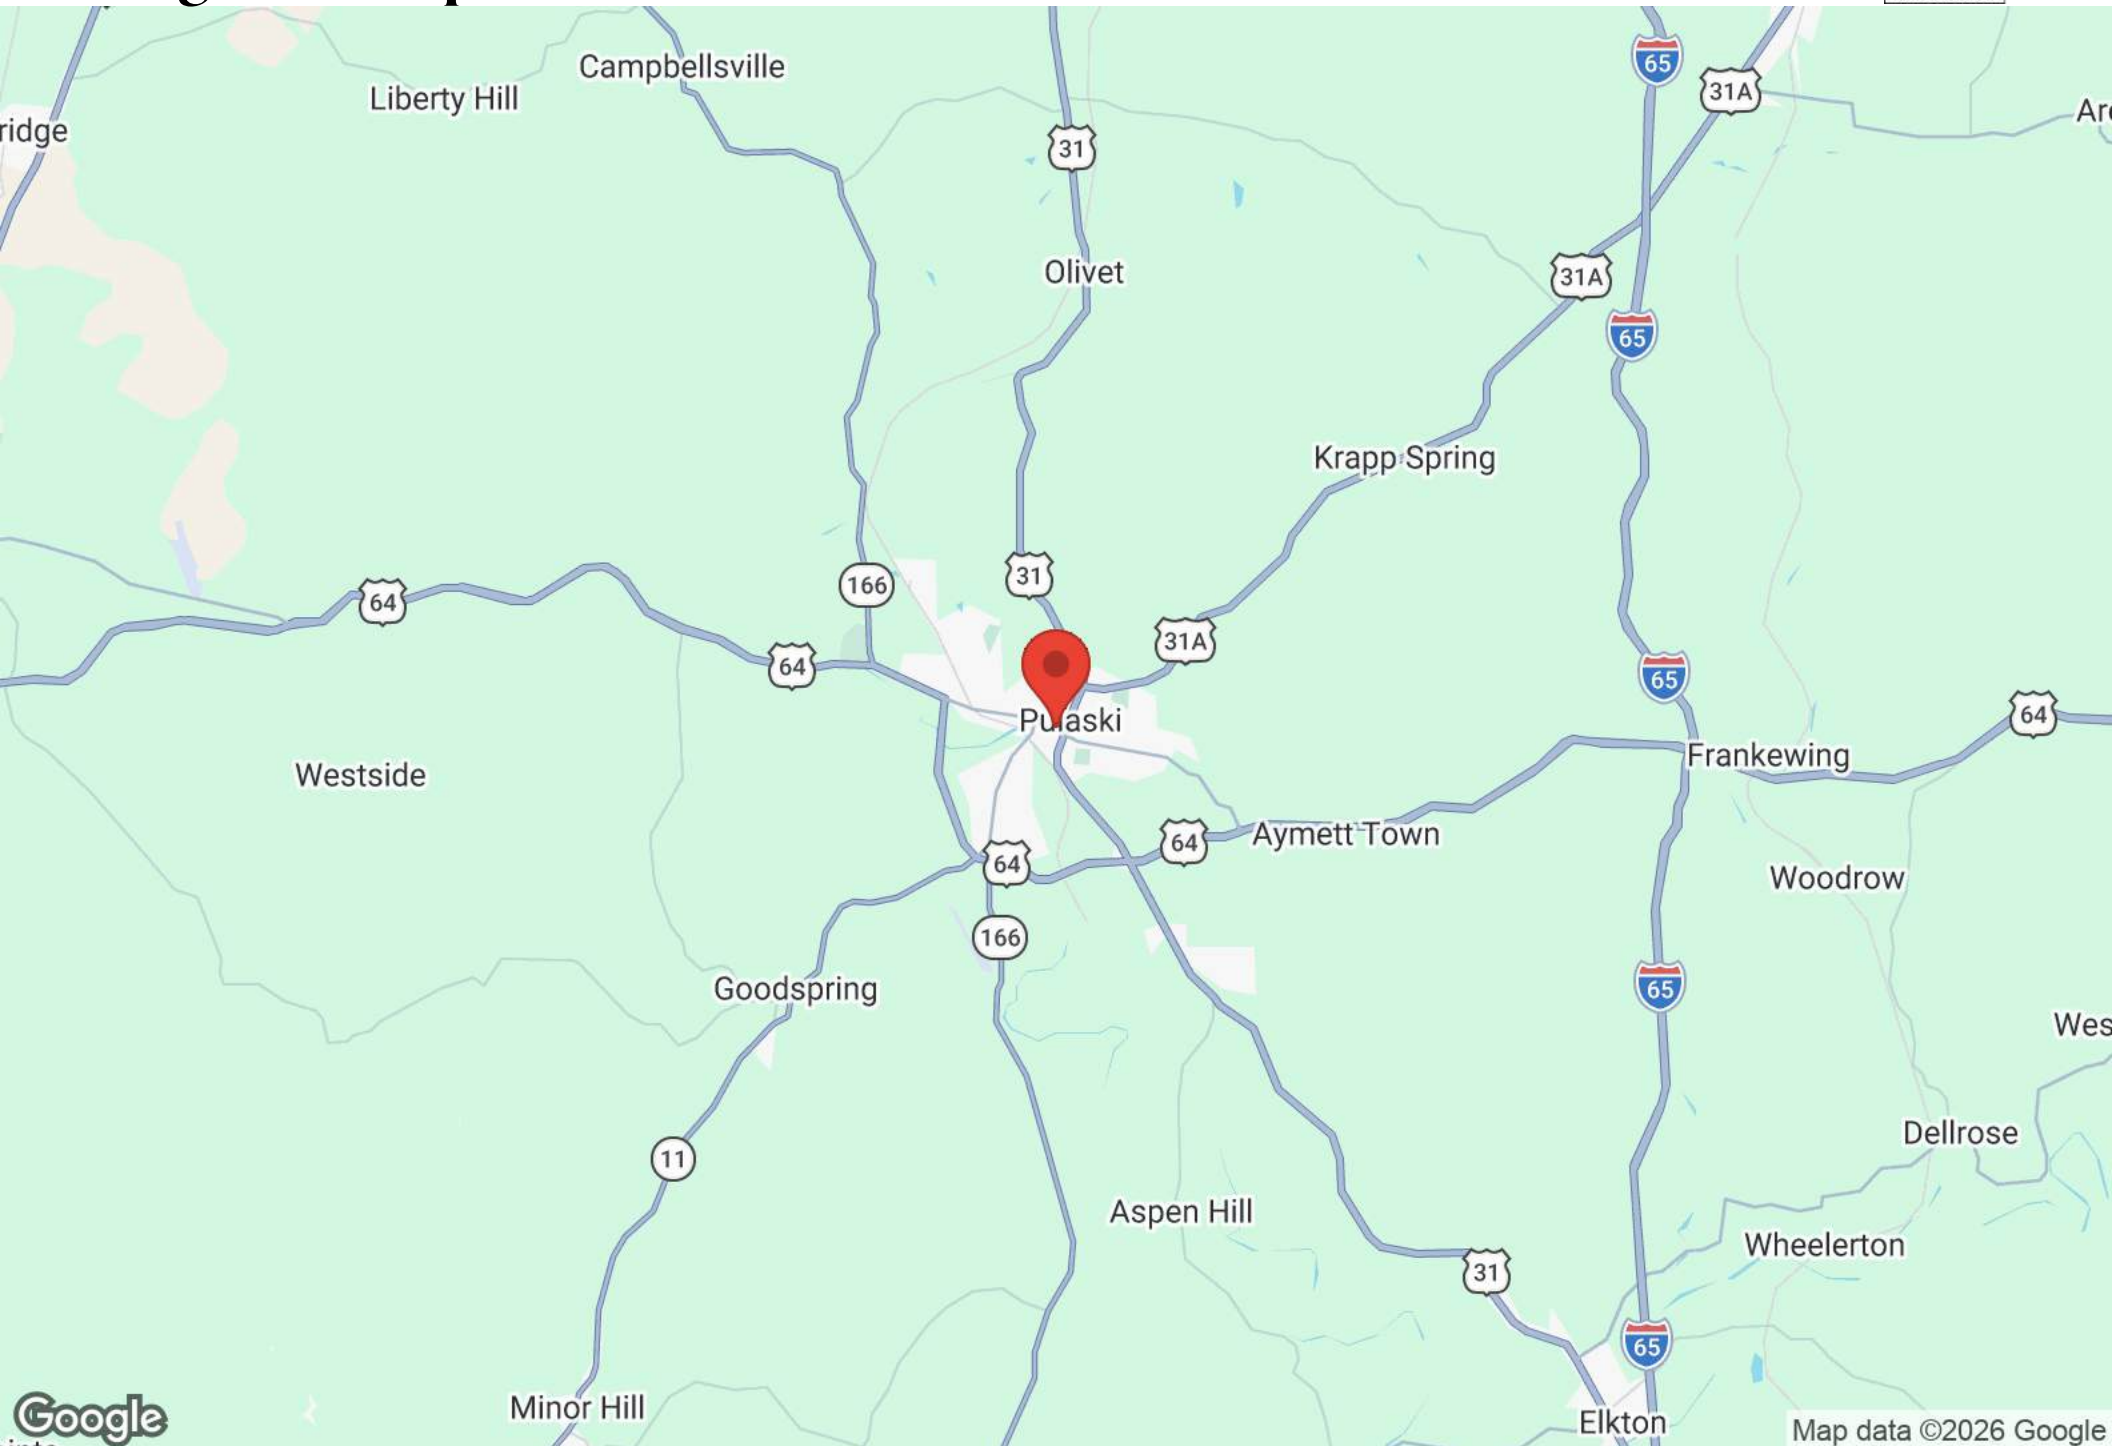 65
31A
Campbellsville
Liberty Hill
ridge
Are
31
Olivet
31A
65
Krapp Spring
31
166
64
31A
64
65
64
Pulaski
Frankewing
Westside
64
Aymett Town
64
Woodrow
166
Goodspring
65
Wes
Dellrose
11
Aspen Hill
Wheelerton
31
65
Minor Hill
Elkton
Google
Map data ©2026 Google